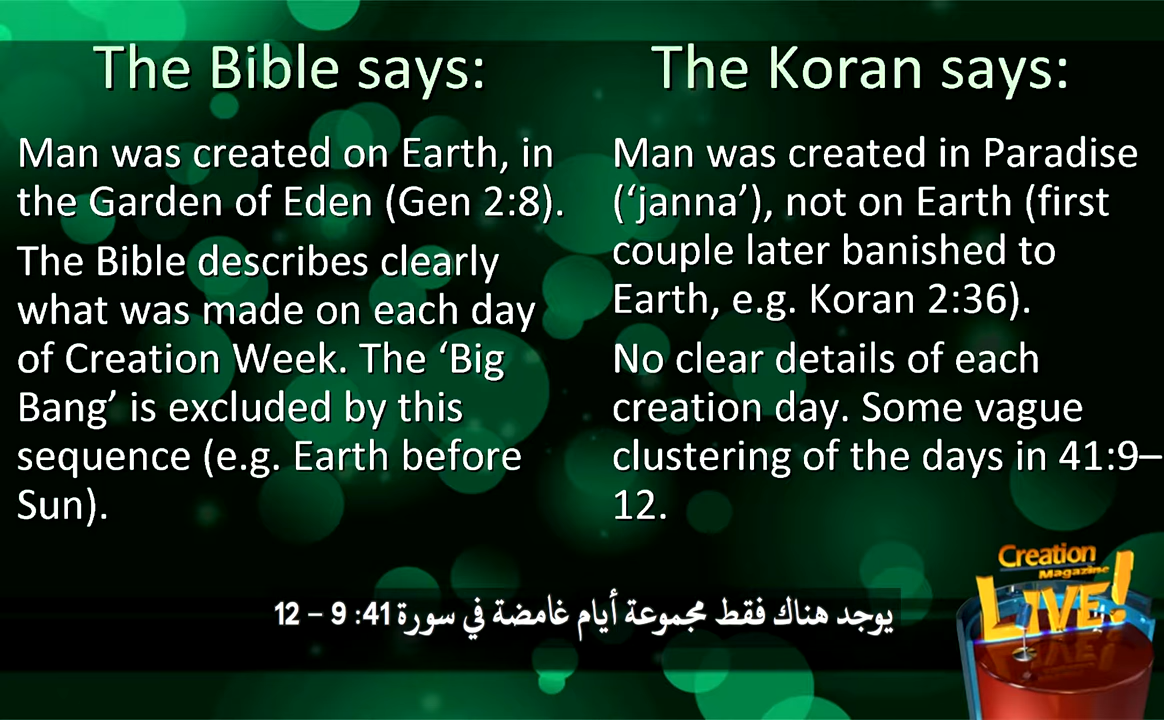 The Bible says:
Man was created on Earth, in
the Garden of Eden (Gen 2:8).
The Bible describes clearly
what was made on each day
of Creation Week. The ‘Big
Bang’ is excluded by this
sequence (e.g. Earth before
Sun).
The Koran says:
Man was created in Paradise
(‘janna’), not on Earth (first
couple later banished to
Earth, e.g. Koran 2:36).
No clear details of each
creation day. Some vague
clustering of the days in 41:9–
12.
يوجد هناك فقط مجموعة أيام غامضة في سورة 41: 9 – 12
Creation
Magazine
LIVE!